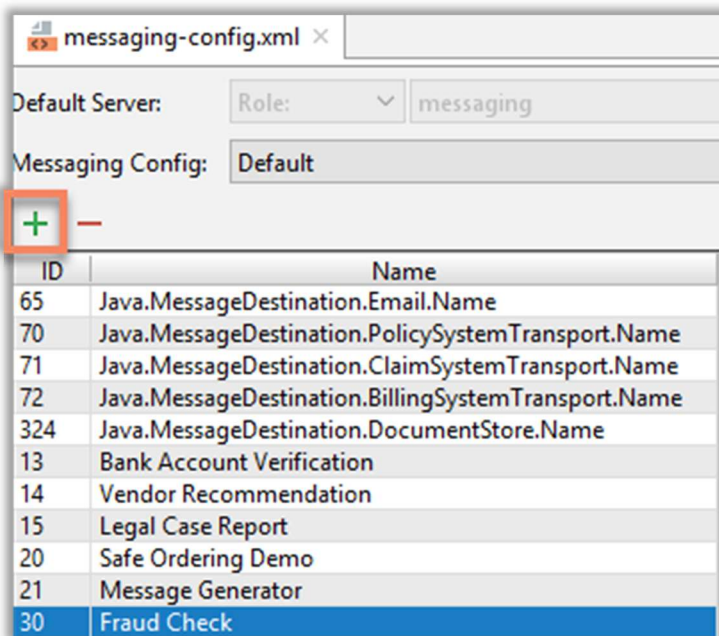 messaging-config.xml
Default Server: Role: messaging
Messaging Config: Default
ID Name
65 Java.MessageDestination.Email.Name
70 Java.MessageDestination.PolicySystemTransport.Name
71 Java.MessageDestination.ClaimSystemTransport.Name
72 Java.MessageDestination.BillingSystemTransport.Name
324 Java.MessageDestination.DocumentStore.Name
13 Bank Account Verification
14 Vendor Recommendation
15 Legal Case Report
20 Safe Ordering Demo
21 Message Generator
30 Fraud Check